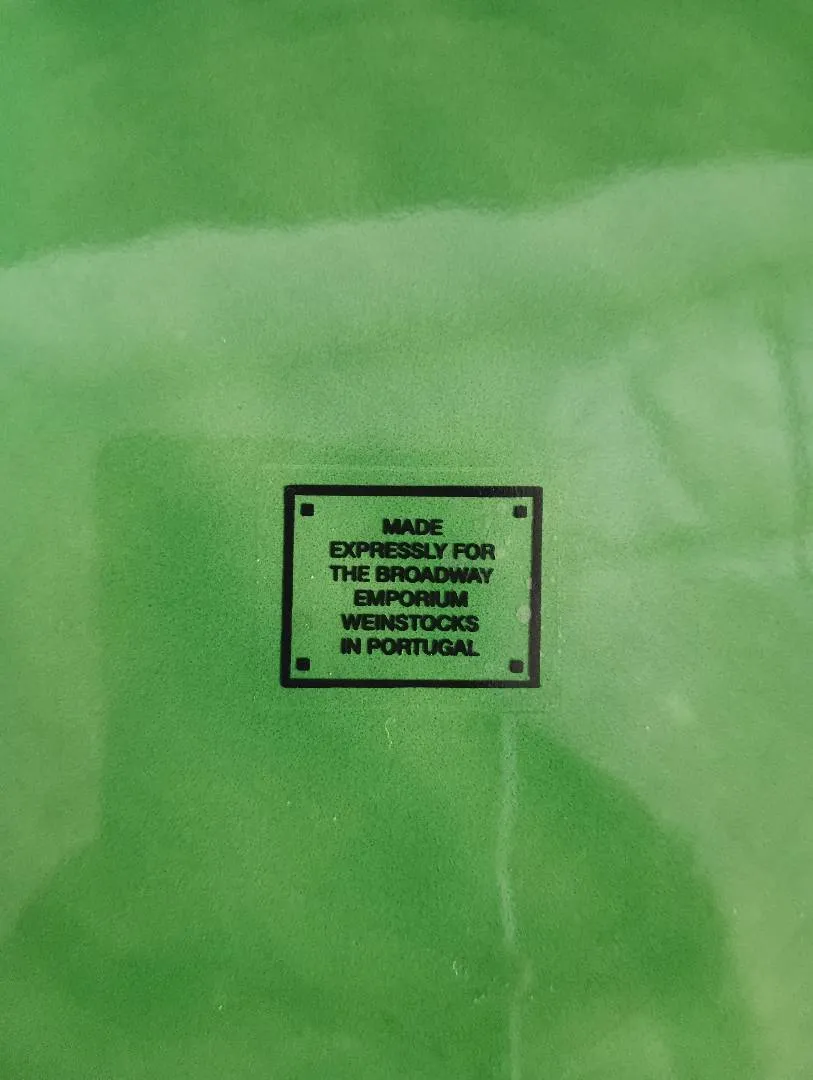 MADE
EXPRESSLY FOR
THE BROADWAY
EMPORIUM
WEINSTOCKS
IN PORTUGAL